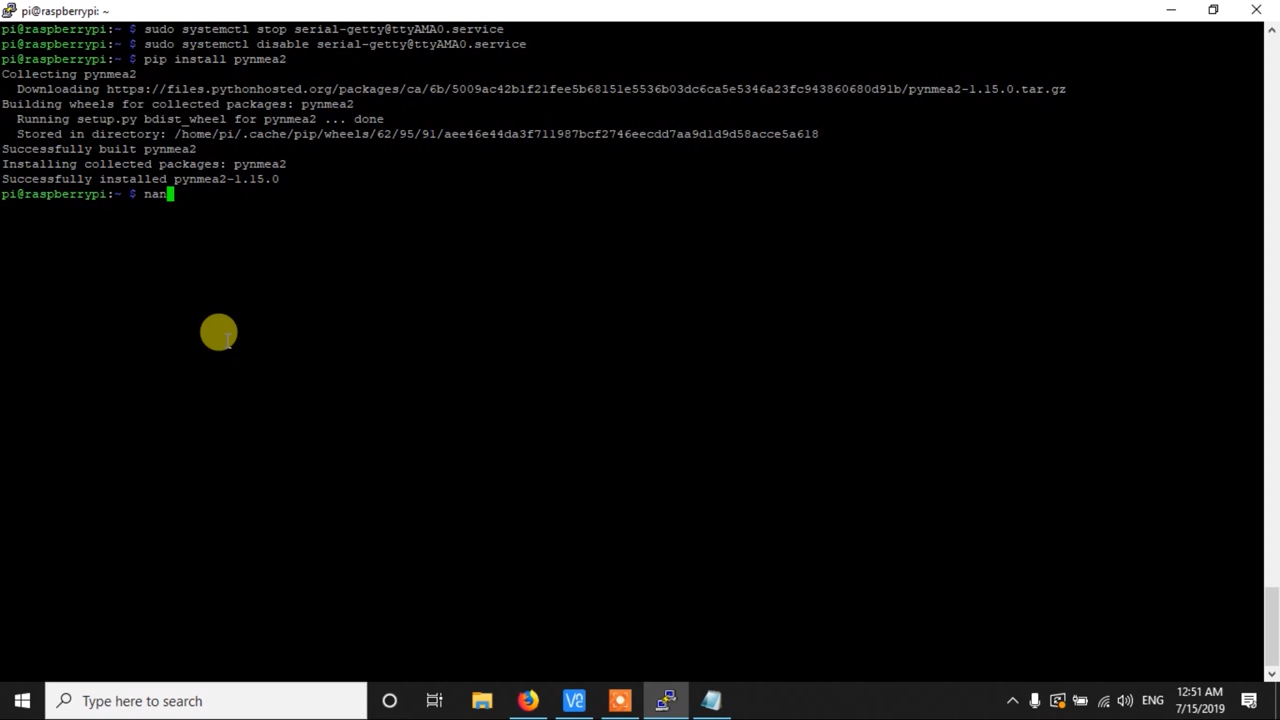 pi@raspberrypi: ~
pi@raspberrypi:~ $ sudo systemctl stop serial-getty@ttyAMA0.service
pi@raspberrypi:~ $ sudo systemctl disable serial-getty@ttyAMA0.service
pi@raspberrypi:~ $ pip install pynmea2
Collecting pynmea2
  Downloading https://files.pythonhosted.org/packages/ca/6b/5009ac42b1f21fee5b68151e5536b03dc6ca5e5346a23fc943860680d91b/pynmea2-1.15.0.tar.gz
Building wheels for collected packages: pynmea2
  Running setup.py bdist_wheel for pynmea2 ... done
  Stored in directory: /home/pi/.cache/pip/wheels/62/95/91/aee46e44da3f711987bcf2746eecdd7aa9d1d9d58acce5a618
Successfully built pynmea2
Installing collected packages: pynmea2
Successfully installed pynmea2-1.15.0
pi@raspberrypi:~ $ nan
Type here to search
ENG
12:51 AM
7/15/2019